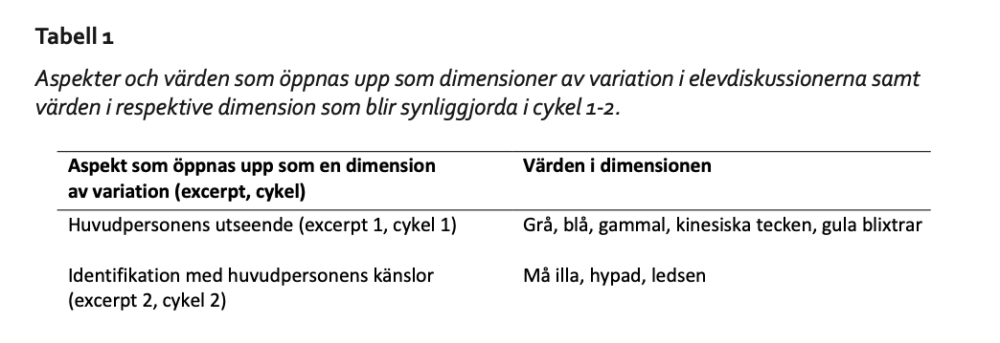 Tabell 1
Aspekter och värden som öppnas upp som dimensioner av variation i elevdiskussionerna samt
värden i respektive dimension som blir synliggjorda i cykel 1-2.
Aspekt som öppnas upp som en dimension
av variation (excerpt, cykel)
Värden i dimensionen
Huvudpersonens utseende (excerpt 1, cykel 1)
Grå, blå, gammal, kinesiska tecken, gula blixtrar
Identifikation med huvudpersonens känslor
(excerpt 2, cykel 2)
Må illa, hypad, ledsen